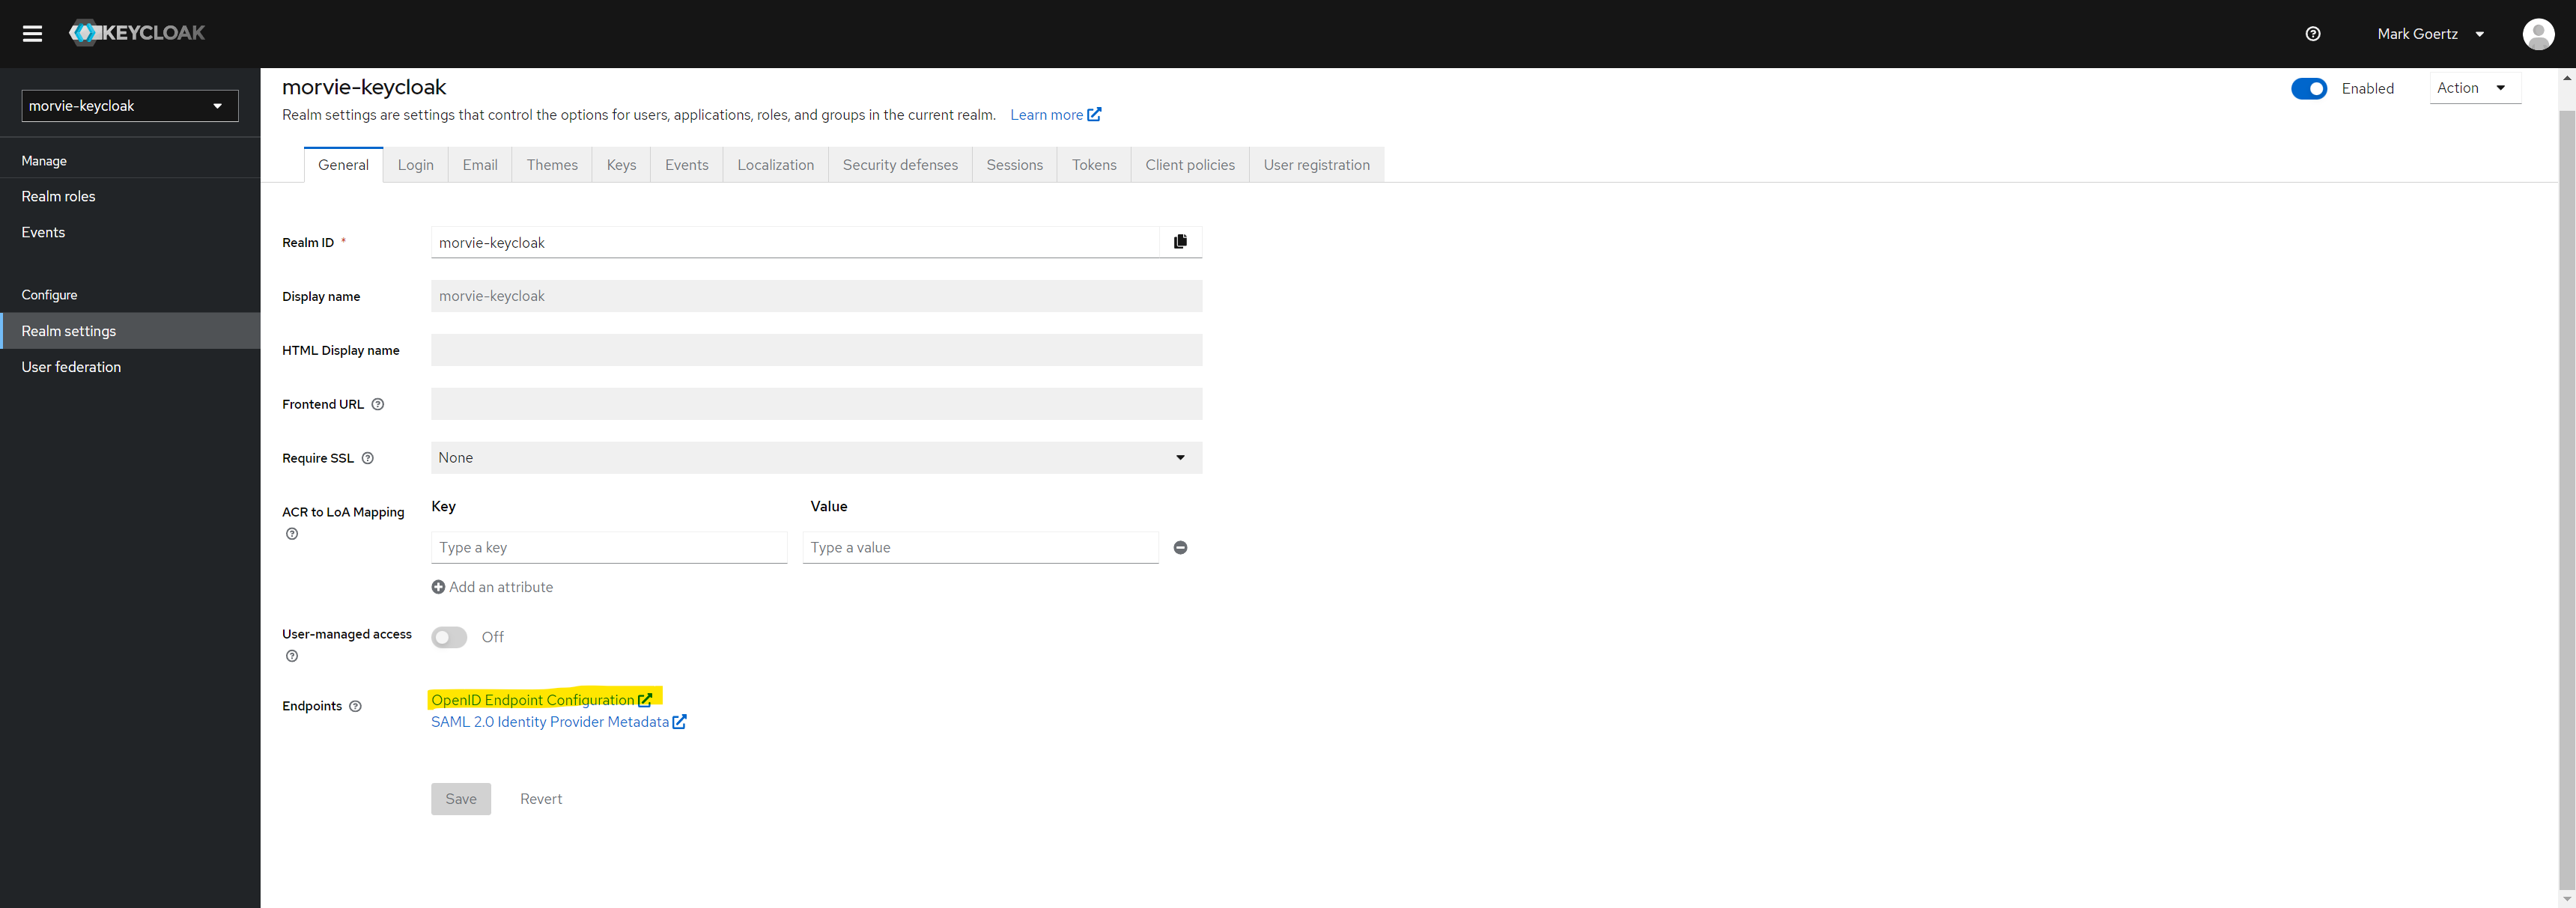 KEYCLOAK
Mark Goertz
morvie-keycloak
Manage
Realm roles
Events
Configure
Realm settings
User federation
morvie-keycloak
Enabled
Action
Realm settings are settings that control the options for users, applications, roles, and groups in the current realm. Learn more
General Login Email Themes Keys Events Localization Security defenses Sessions Tokens Client policies User registration
Realm ID * morvie-keycloak
Display name morvie-keycloak
HTML Display name
Frontend URL
Require SSL None
ACR to LoA Mapping Key Value
Type a key Type a value
Add an attribute
User-managed access Off
Endpoints OpenID Endpoint Configuration
SAML 2.0 Identity Provider Metadata
Save Revert